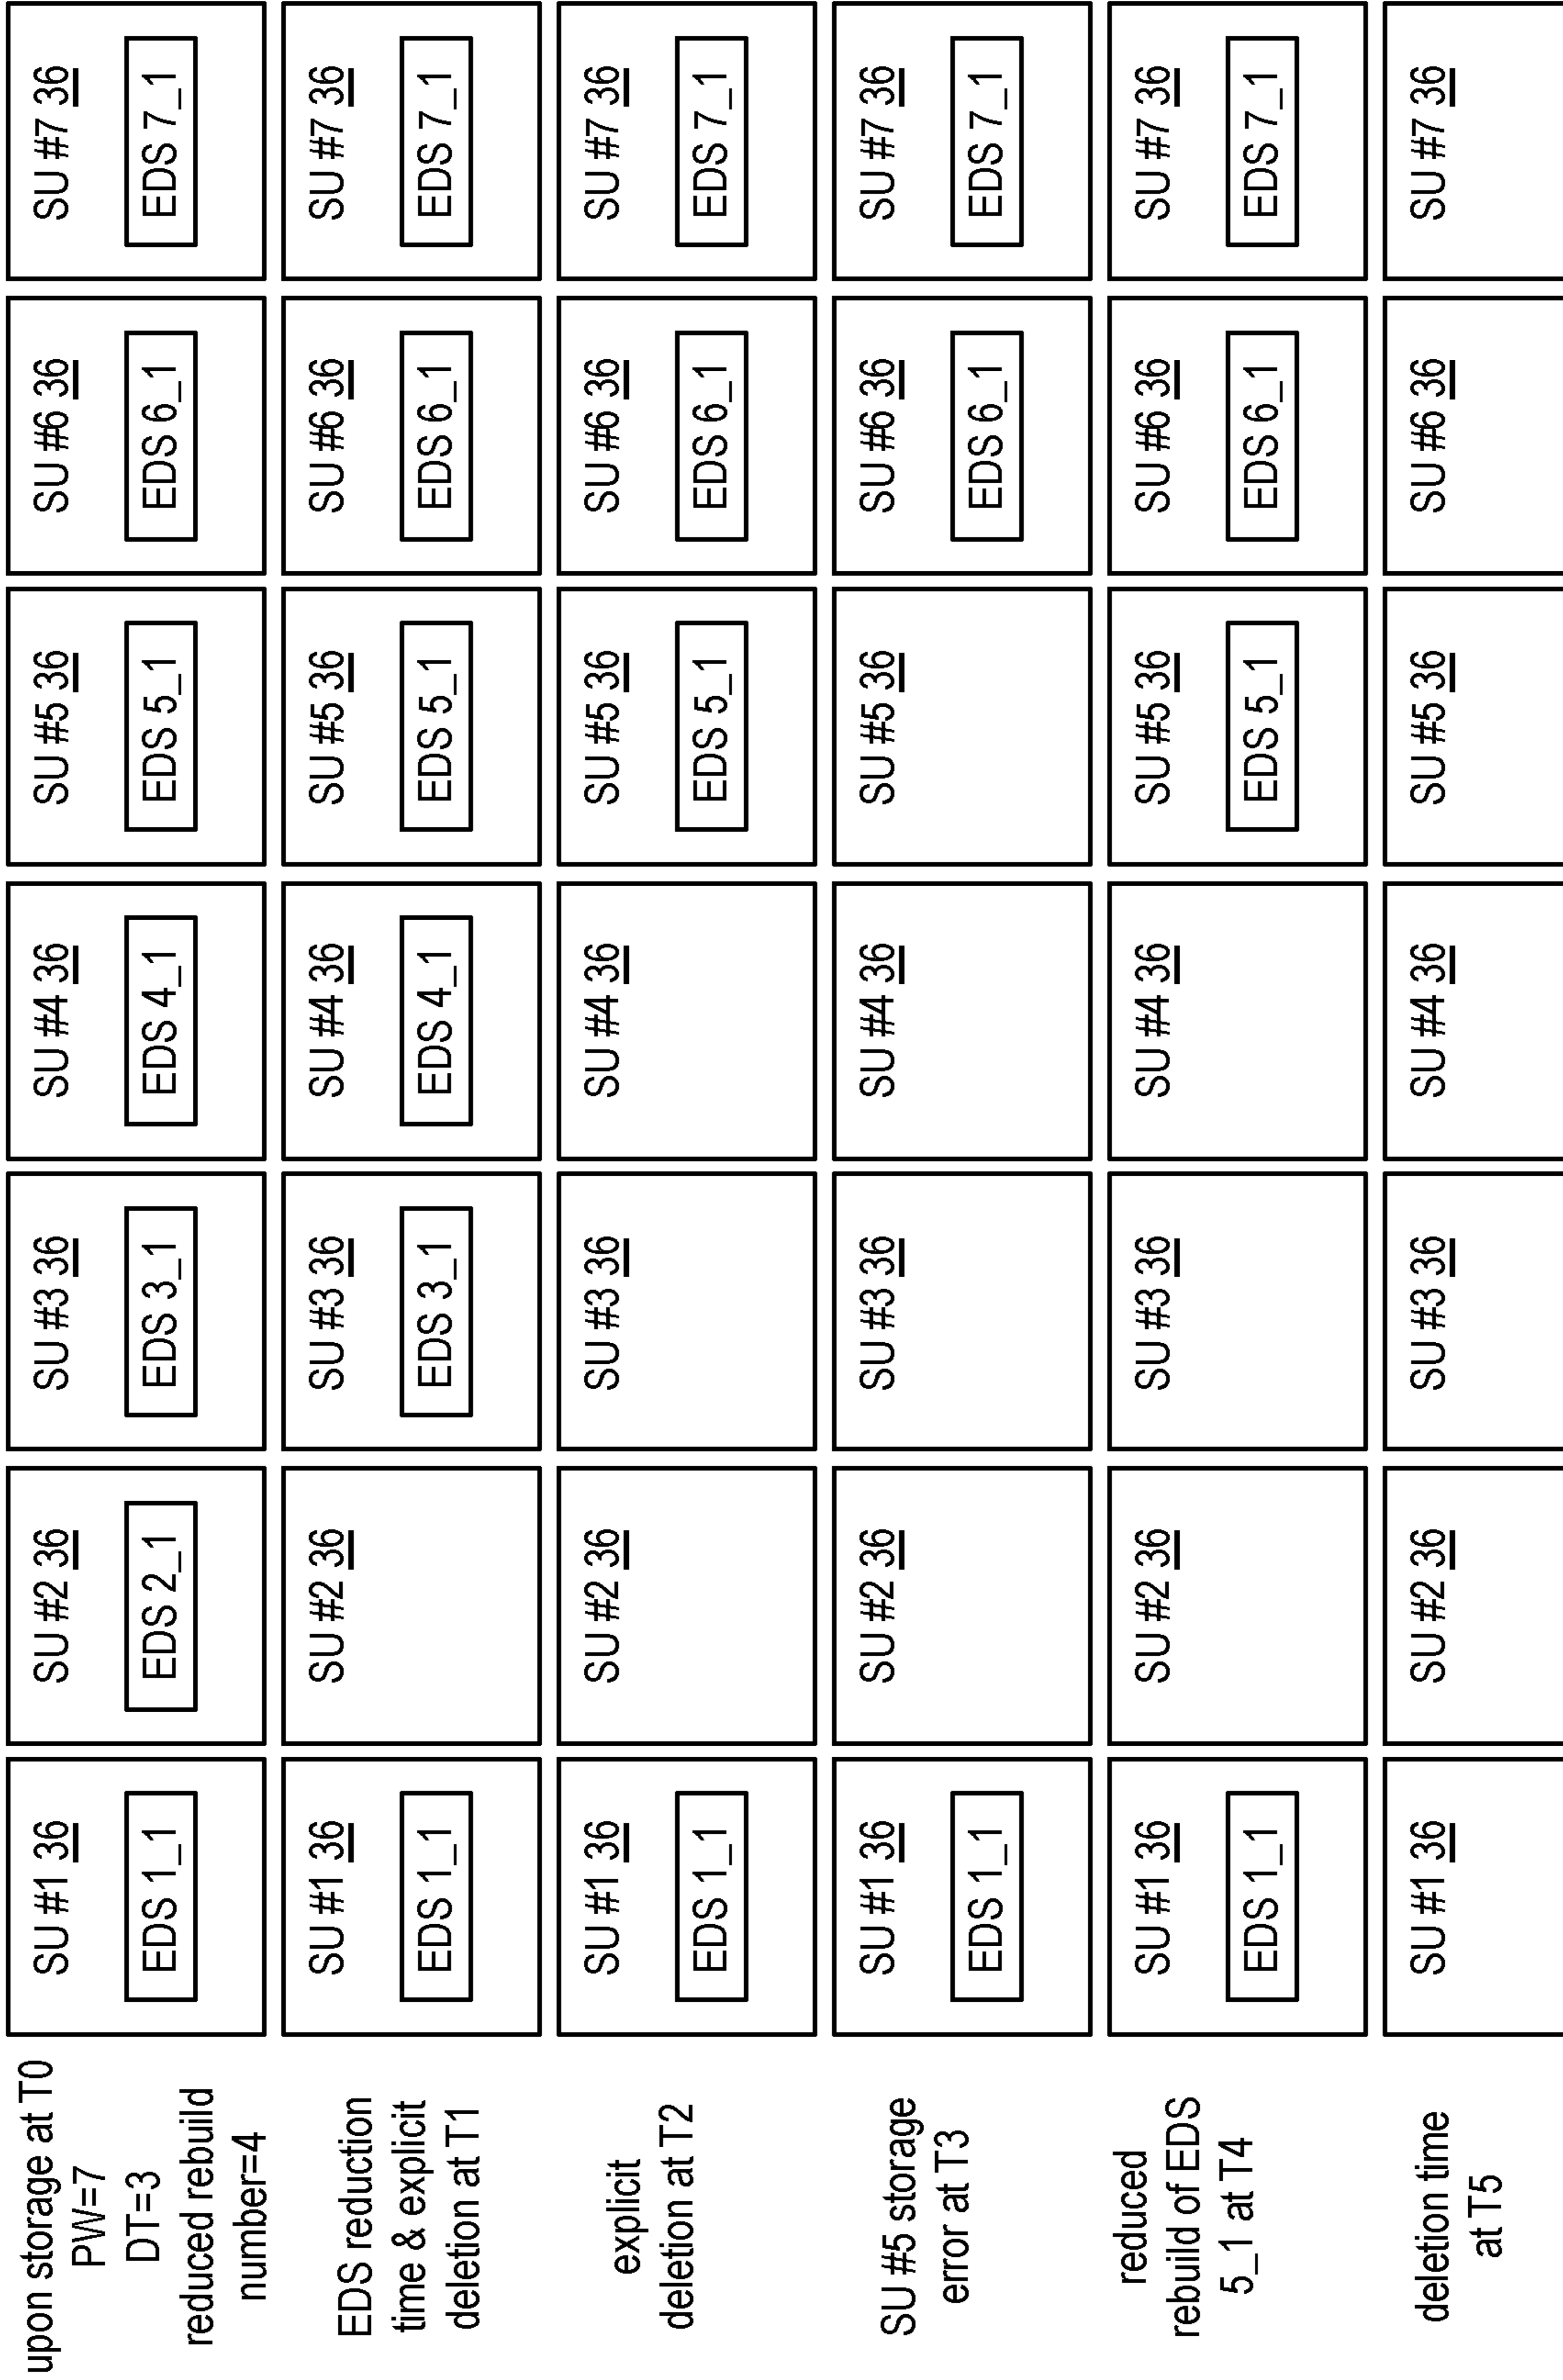 upon storage at T0
PW=7
DT=3
reduced rebuild
number=4
SU #1 36
EDS 1_1
SU #2 36
EDS 2_1
SU #3 36
EDS 3_1
SU #4 36
EDS 4_1
SU #5 36
EDS 5_1
SU #6 36
EDS 6_1
SU #7 36
EDS 7_1
EDS reduction
time & explicit
deletion at T1
SU #1 36
EDS 1_1
SU #2 36
SU #3 36
EDS 3_1
SU #4 36
EDS 4_1
SU #5 36
EDS 5_1
SU #6 36
EDS 6_1
SU #7 36
EDS 7_1
explicit
deletion at T2
SU #1 36
EDS 1_1
SU #2 36
SU #3 36
SU #4 36
SU #5 36
EDS 5_1
SU #6 36
EDS 6_1
SU #7 36
EDS 7_1
SU #5 storage
error at T3
SU #1 36
EDS 1_1
SU #2 36
SU #3 36
SU #4 36
SU #5 36
SU #6 36
EDS 6_1
SU #7 36
EDS 7_1
reduced
rebuild of EDS
5_1 at T4
SU #1 36
EDS 1_1
SU #2 36
SU #3 36
SU #4 36
SU #5 36
EDS 5_1
SU #6 36
EDS 6_1
SU #7 36
EDS 7_1
deletion time
at T5
SU #1 36
SU #2 36
SU #3 36
SU #4 36
SU #5 36
SU #6 36
SU #7 36